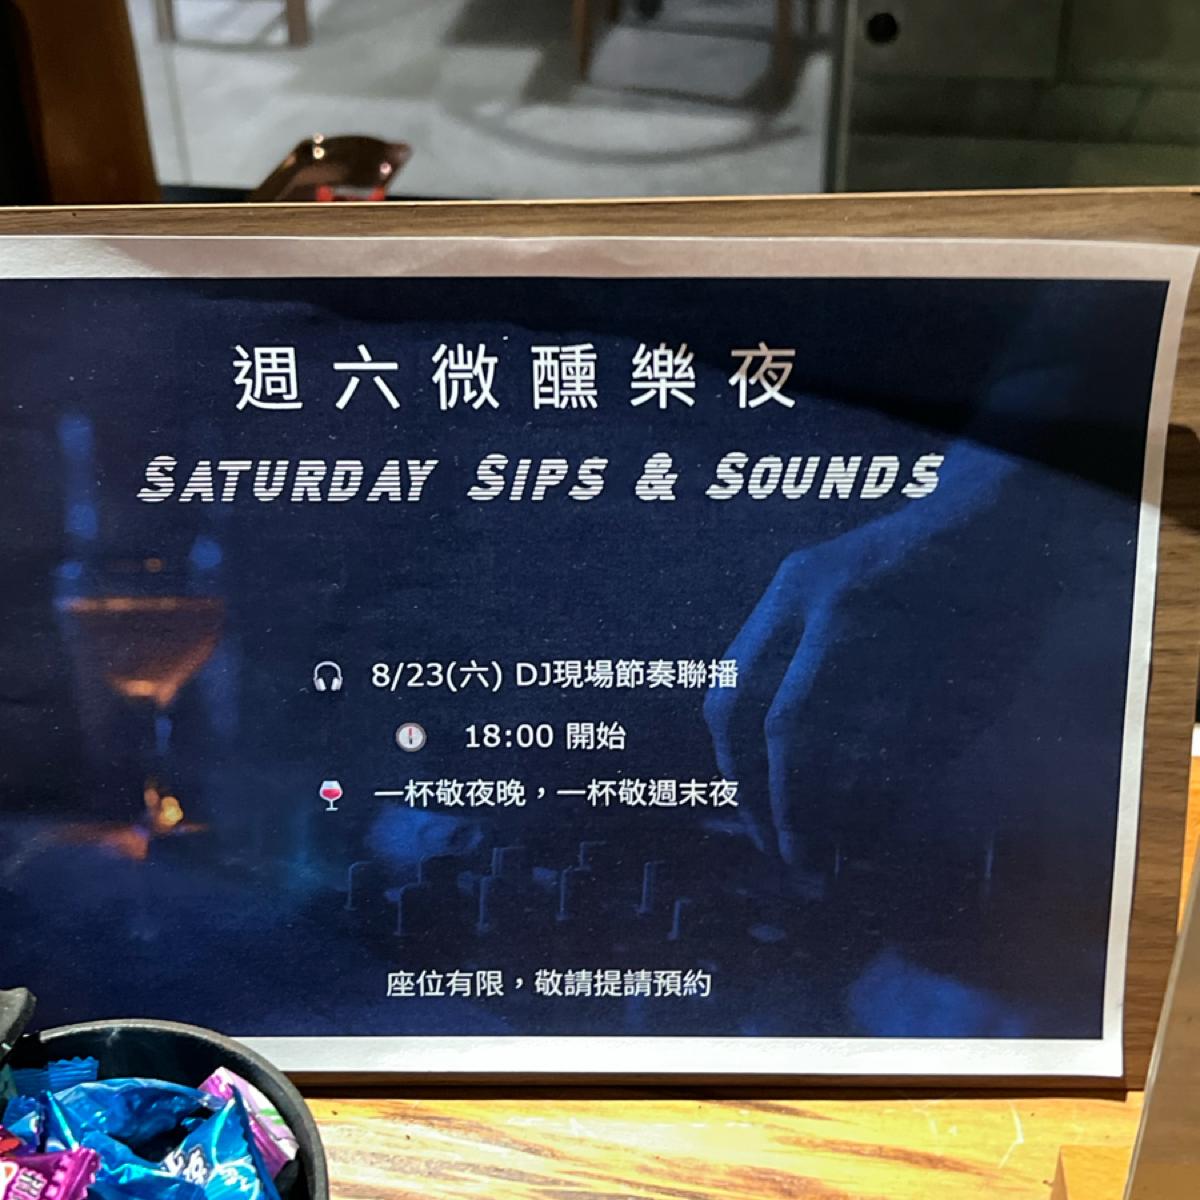 週六微醺樂夜
SATURDAY SIPS & SOUNDS
8/23(六) DJ現場節奏聯播
18:00 開始
一杯敬夜晚，一杯敬週末夜
座位有限，敬請提請預約